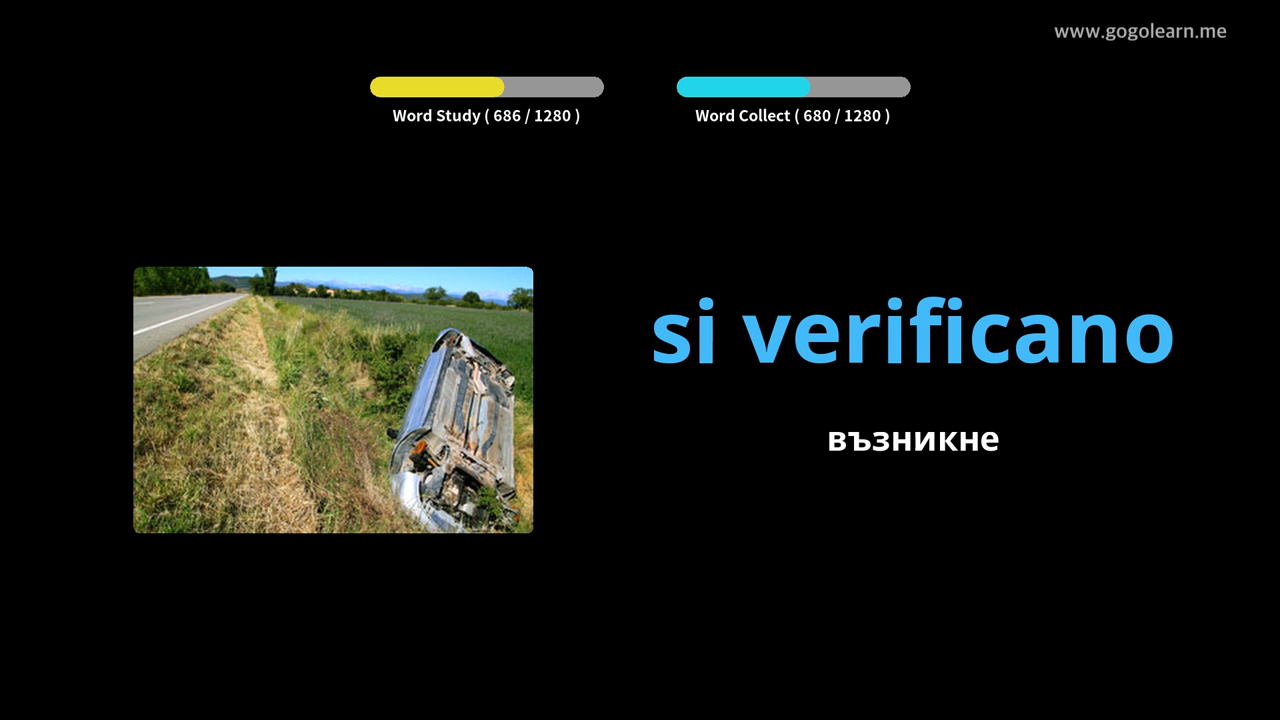 www.gogolearn.me
Word Study ( 686 / 1280 )
Word Collect ( 680 / 1280 )
si verificano
възникне